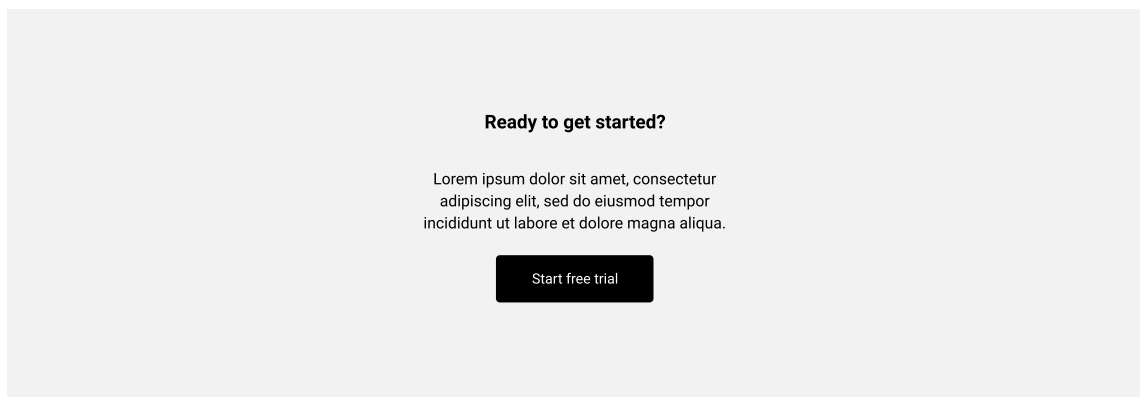 Ready to get started?
Lorem ipsum dolor sit amet, consectetur
adipiscing elit, sed do eiusmod tempor
incididunt ut labore et dolore magna aliqua.
Start free trial